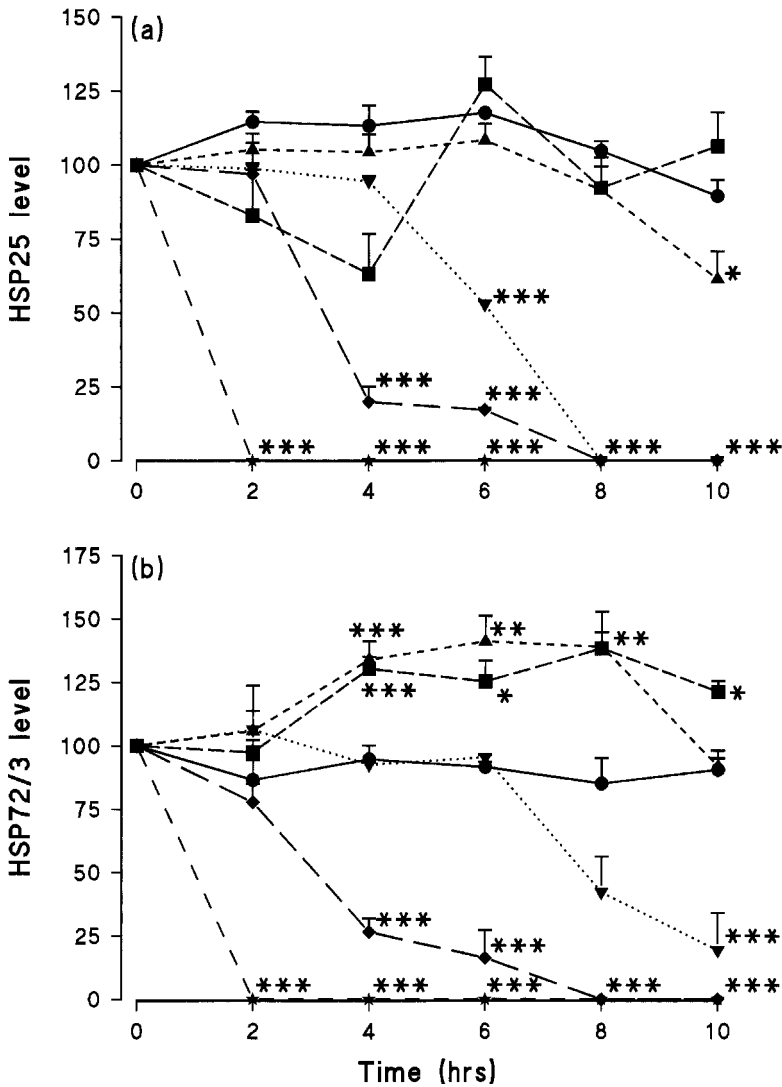 (a)
HSP25 level
150
125
100
75
50
25
0
*
***
*** ***
*** *** *** *** ***
0 2 4 6 8 10
(b)
HSP72/3 level
175
150
125
100
75
50
25
0
*** ** **
*** * *
***
*** ***
*** *** *** *** ***
0 2 4 6 8 10
Time (hrs)